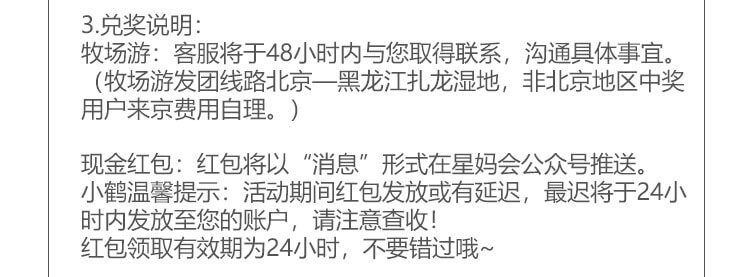 3.兑奖说明：
牧场游：客服将于48小时内与您取得联系，沟通具体事宜。
（牧场游发团线路北京—黑龙江扎龙湿地，非北京地区中奖
用户来京费用自理。）
现金红包：红包将以“消息”形式在星妈会公众号推送。
小鹤温馨提示：活动期间红包发放或有延迟，最迟将于24小
时内发放至您的账户，请注意查收！
红包领取有效期为24小时，不要错过哦~